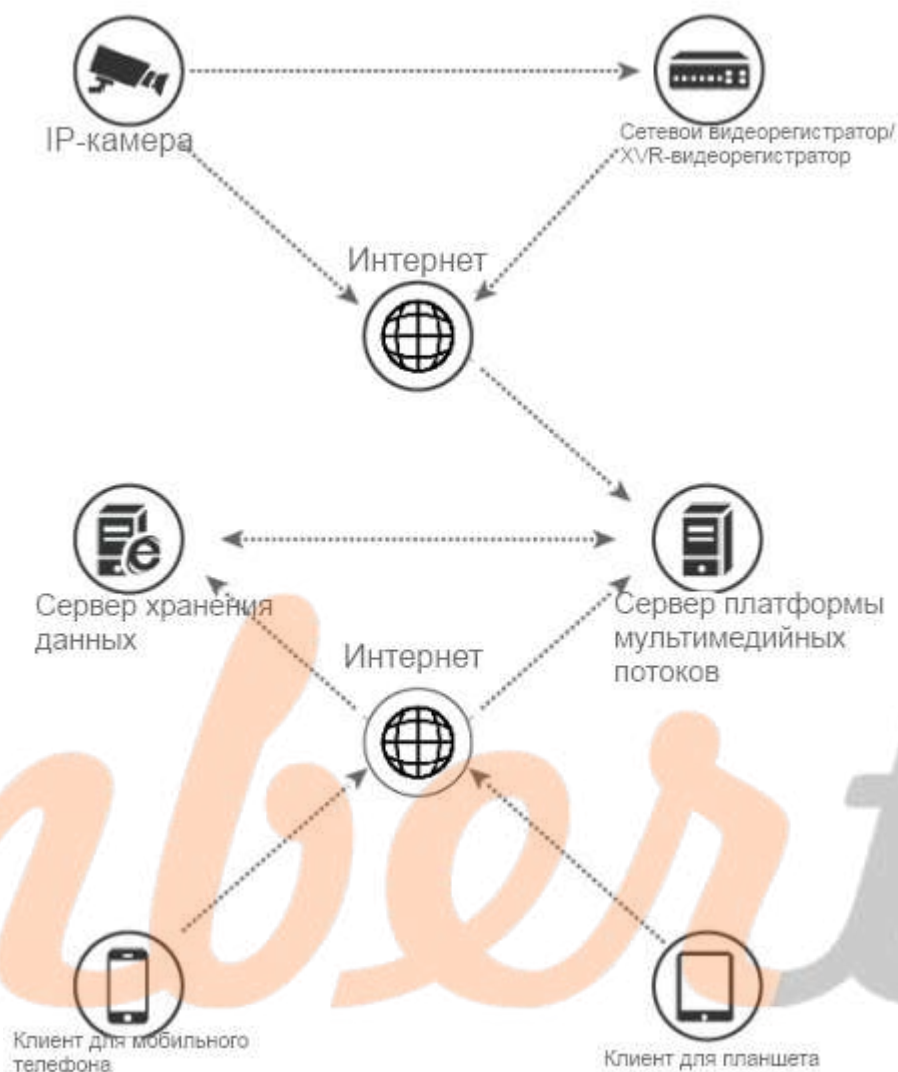 IP-камера
Сетевой видеорегистратор/
XVR-видеорегистратор
Интернет
Сервер хранения
данных
Сервер платформы
мультимедийных
потоков
Интернет
Клиент для мобильного
телефона
Клиент для планшета